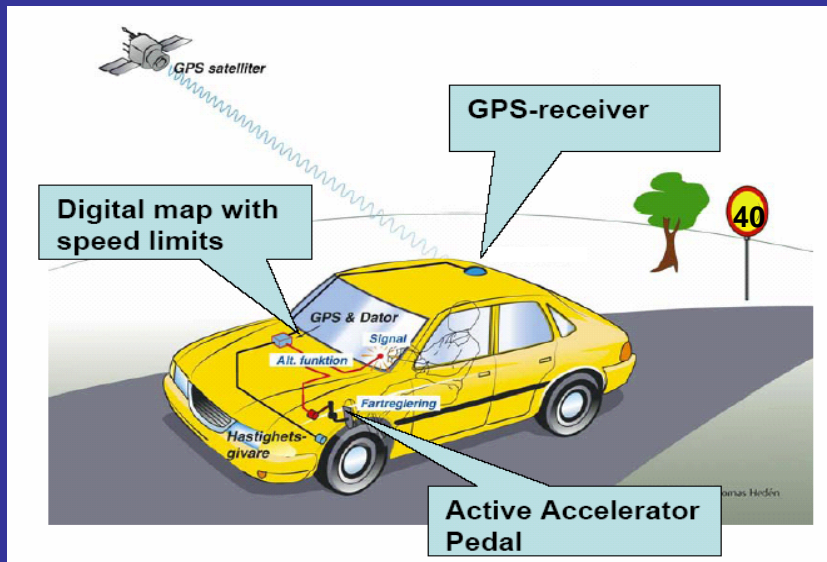 GPS satelliter
GPS-receiver
Digital map with
speed limits
40
GPS & Dator
Signal
Alt. funktion
Fartreglering
Hastighets-
givare
Active Accelerator
Pedal
Hedén